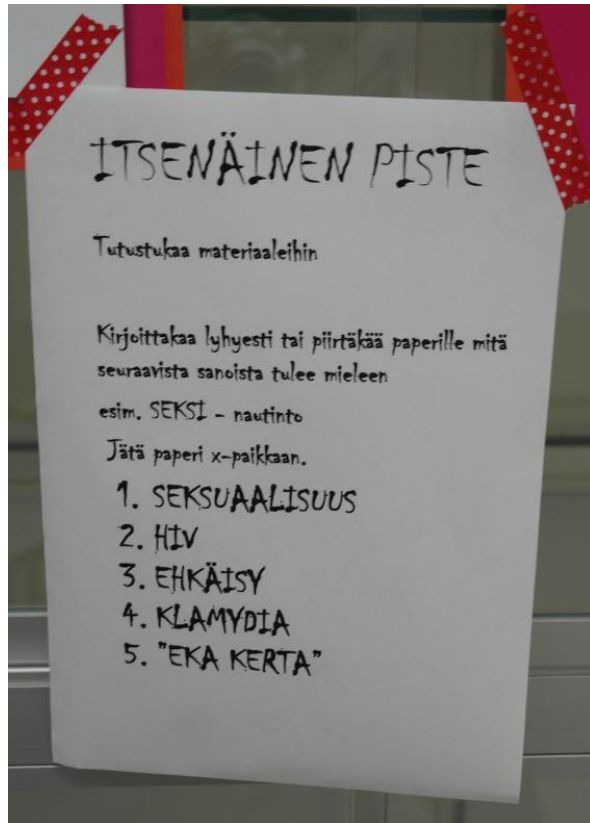 ITSENÄINEN PISTE
Tutustukaa materiaaleihin
Kirjoittakaa lyhyesti tai piirtäkää paperille mitä
seuraavista sanoista tulee mieleen
esim. SEKSI - nautinto
Jätä paperi x-paikkaan.
1. SEKSUAALISUUS
2. HIV
3. EHKÄISY
4. KLAMYDIA
5. "EKA KERTA"